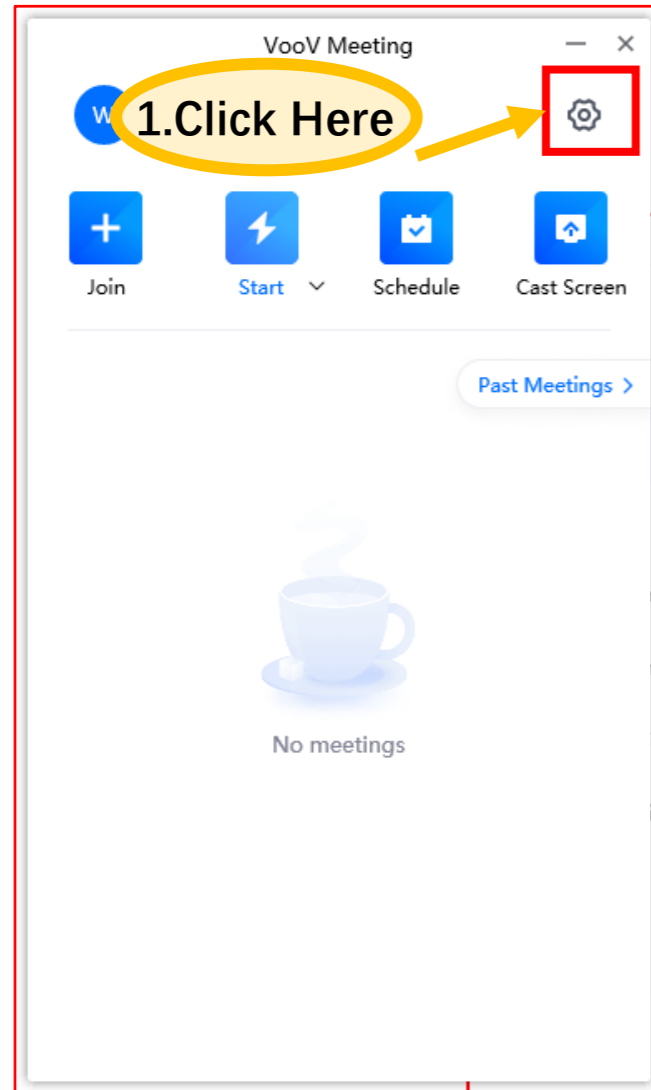 VooV Meeting
W
1.Click Here
Join
Start
Schedule
Cast Screen
Past Meetings
No meetings